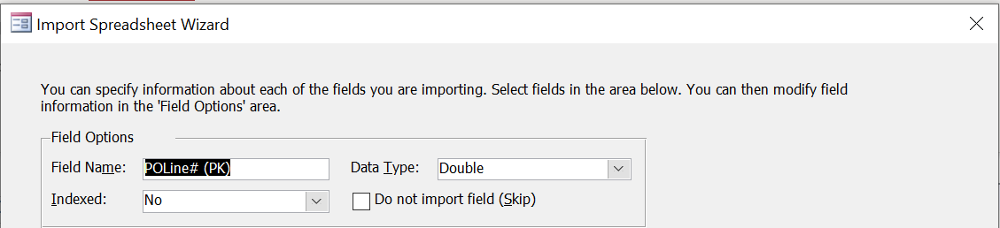 Import Spreadsheet Wizard
You can specify information about each of the fields you are importing. Select fields in the area below. You can then modify field
information in the 'Field Options' area.
Field Options
Field Name: POLine# (PK) Data Type: Double
Indexed: No Do not import field (Skip)